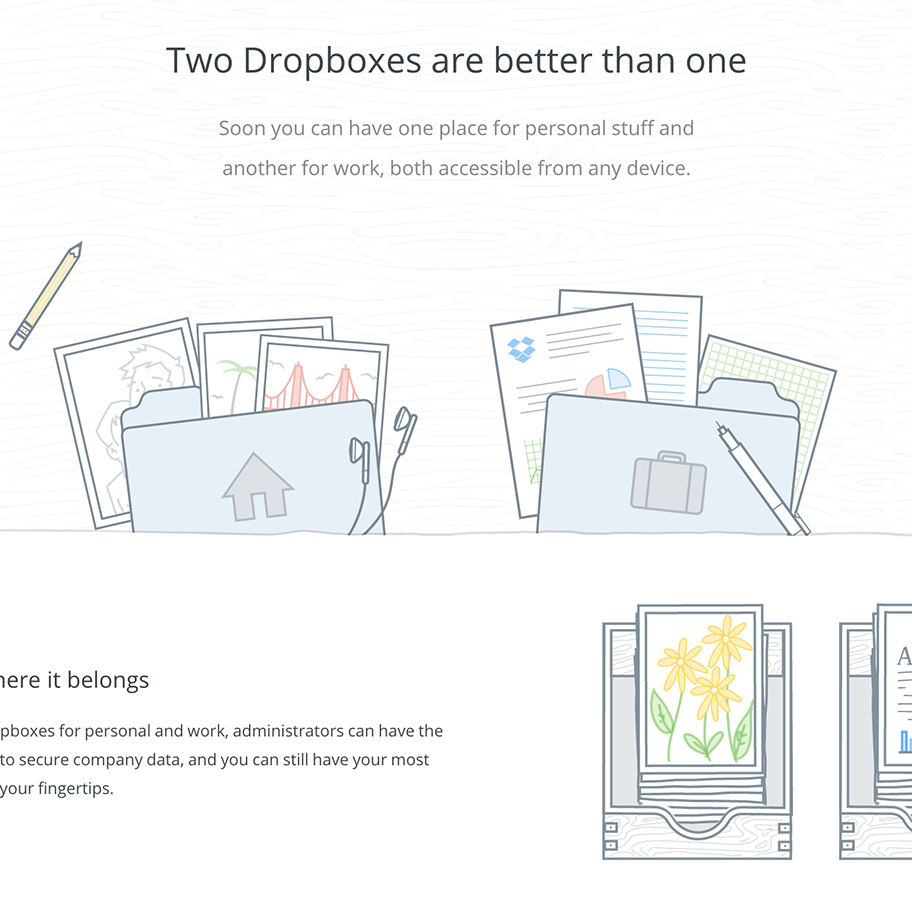 Two Dropboxes are better than one
Soon you can have one place for personal stuff and
another for work, both accessible from any device.
it belongs
for personal and work, administrators can have the
to secure company data, and you can still have your most
your fingertips.
A